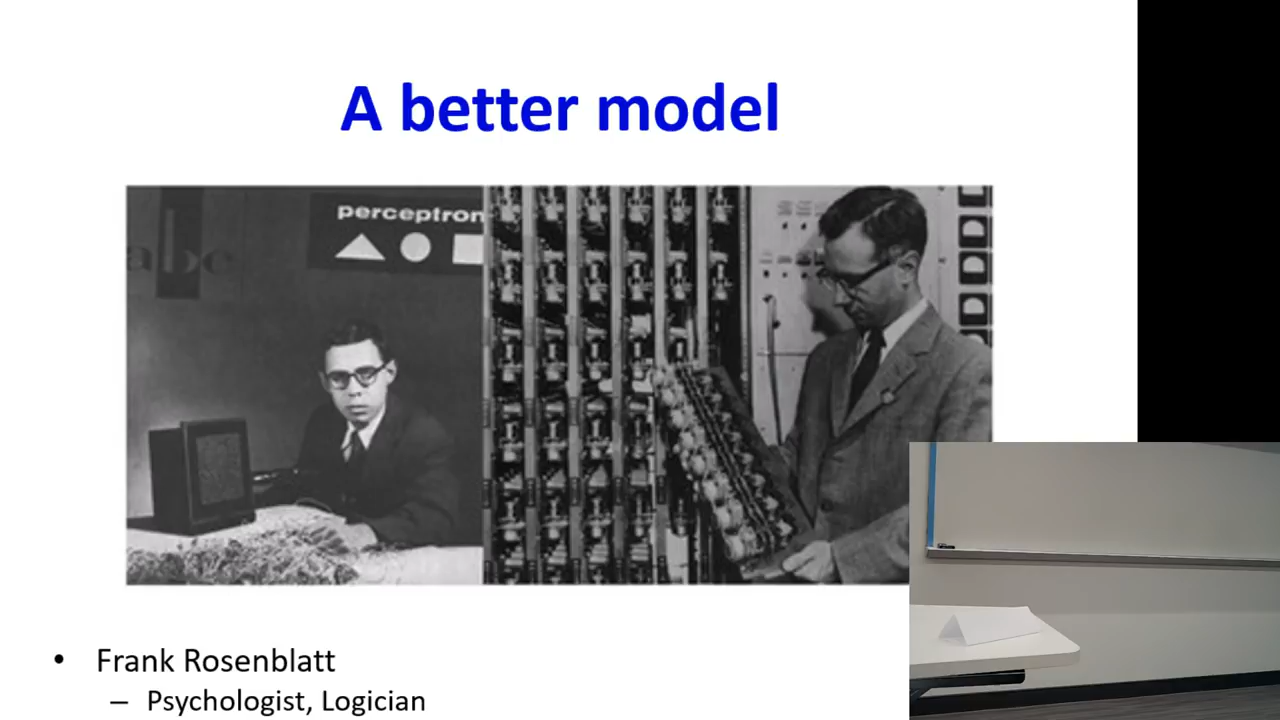 A better model
perceptron
abc
• Frank Rosenblatt
– Psychologist, Logician